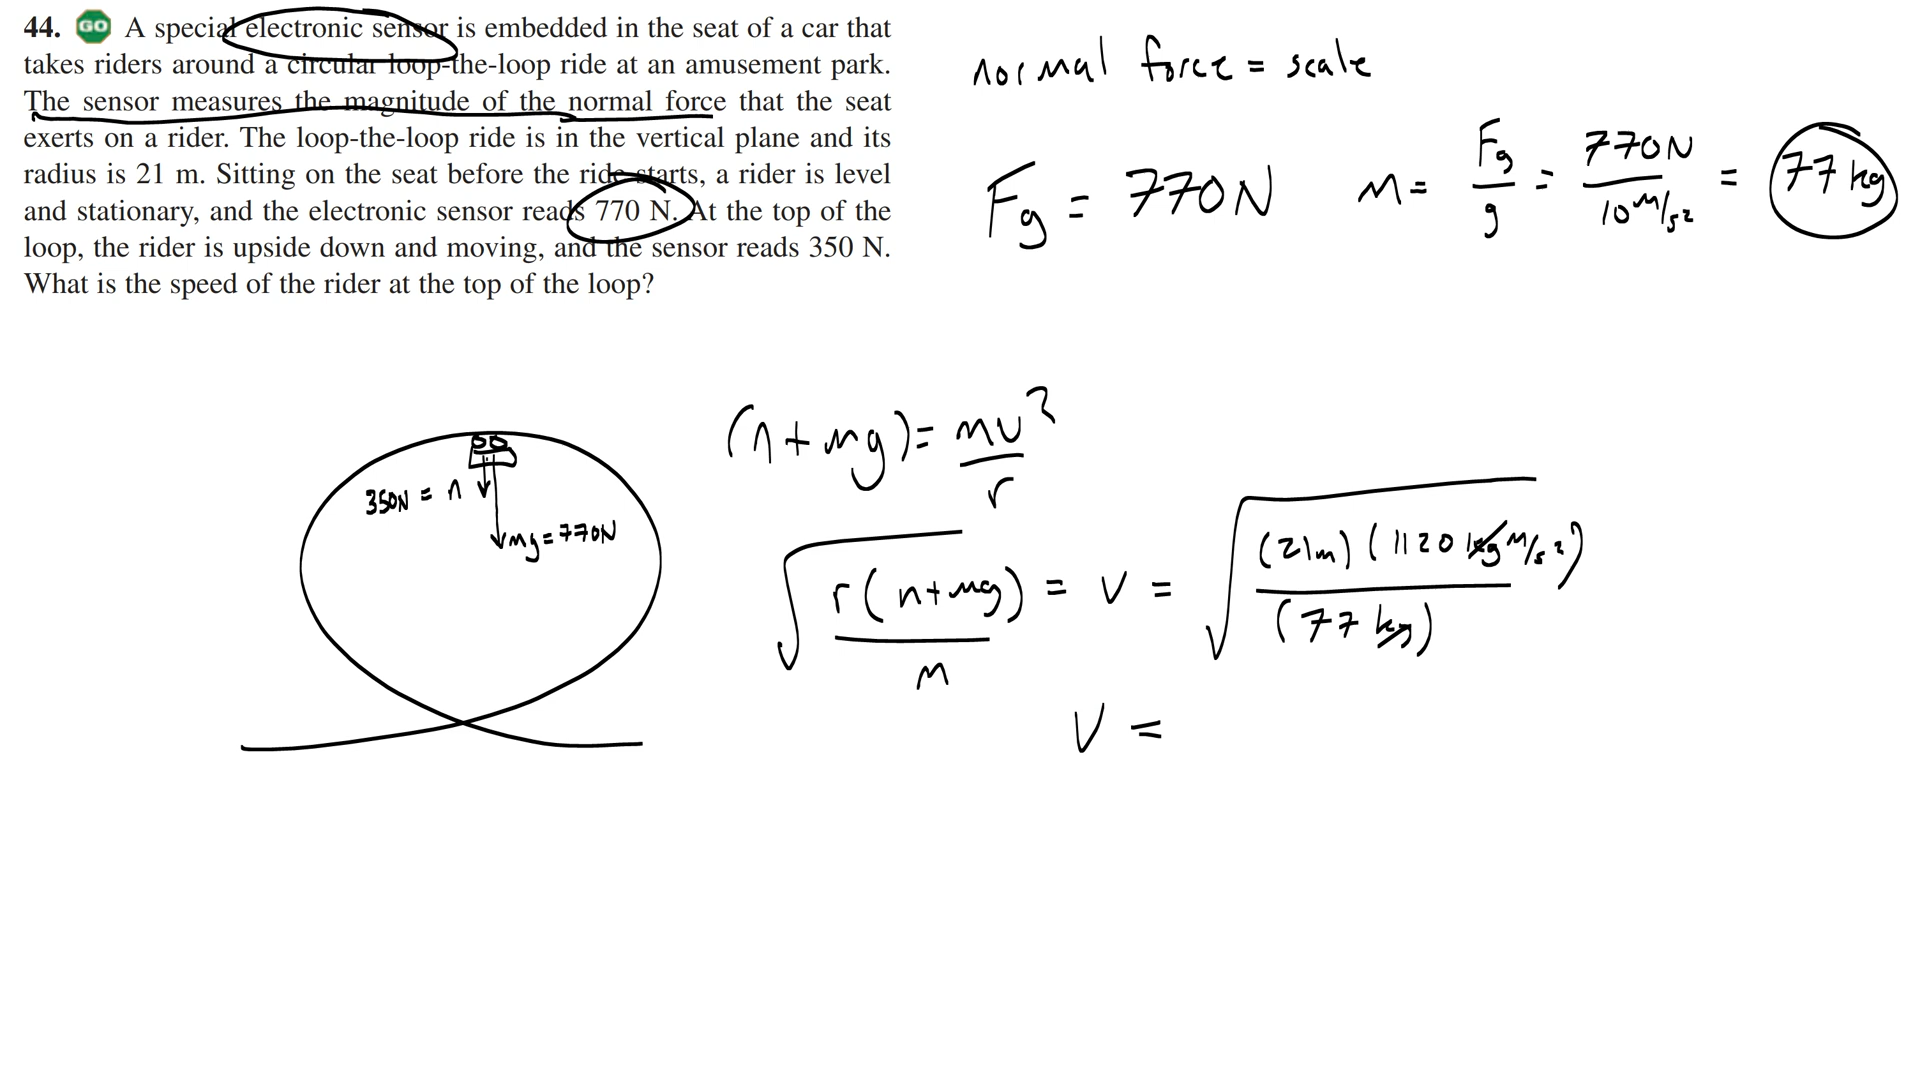 44. GO A special electronic sensor is embedded in the seat of a car that
takes riders around a circular loop-the-loop ride at an amusement park.
The sensor measures the magnitude of the normal force that the seat
exerts on a rider. The loop-the-loop ride is in the vertical plane and its
radius is 21 m. Sitting on the seat before the ride starts, a rider is level
and stationary, and the electronic sensor reads 770 N. At the top of the
loop, the rider is upside down and moving, and the sensor reads 350 N.
What is the speed of the rider at the top of the loop?
normal force = scale
Fg = 770N
m = Fg/g = 770N/10 m/s² = 77 kg
350N = n
mg = 770N
(n + mg) = mv²/r
√(r(n+mg)/m) = v = √((21m)(1120 kg m/s²)/(77 kg))
v =